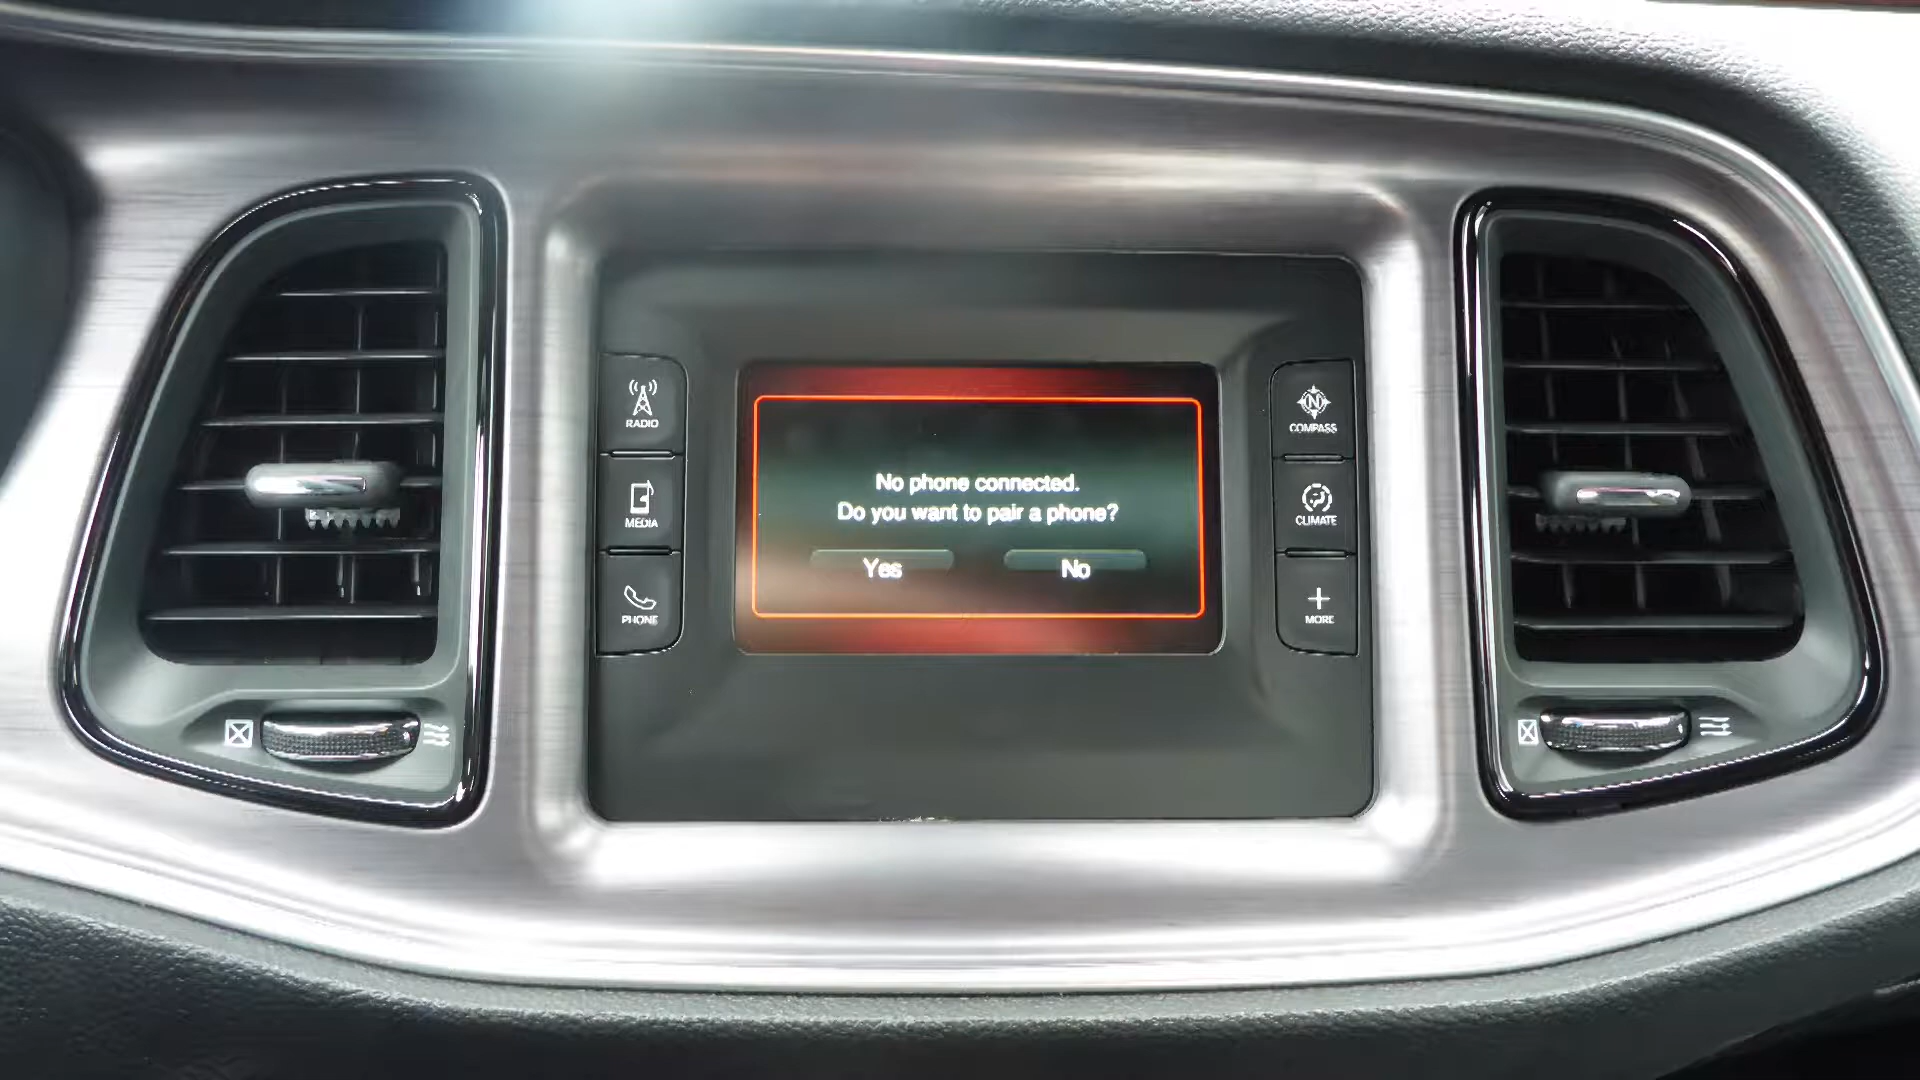 RADIO
MEDIA
PHONE
No phone connected.
Do you want to pair a phone?
Yes
No
N
COMPASS
CLIMATE
MORE